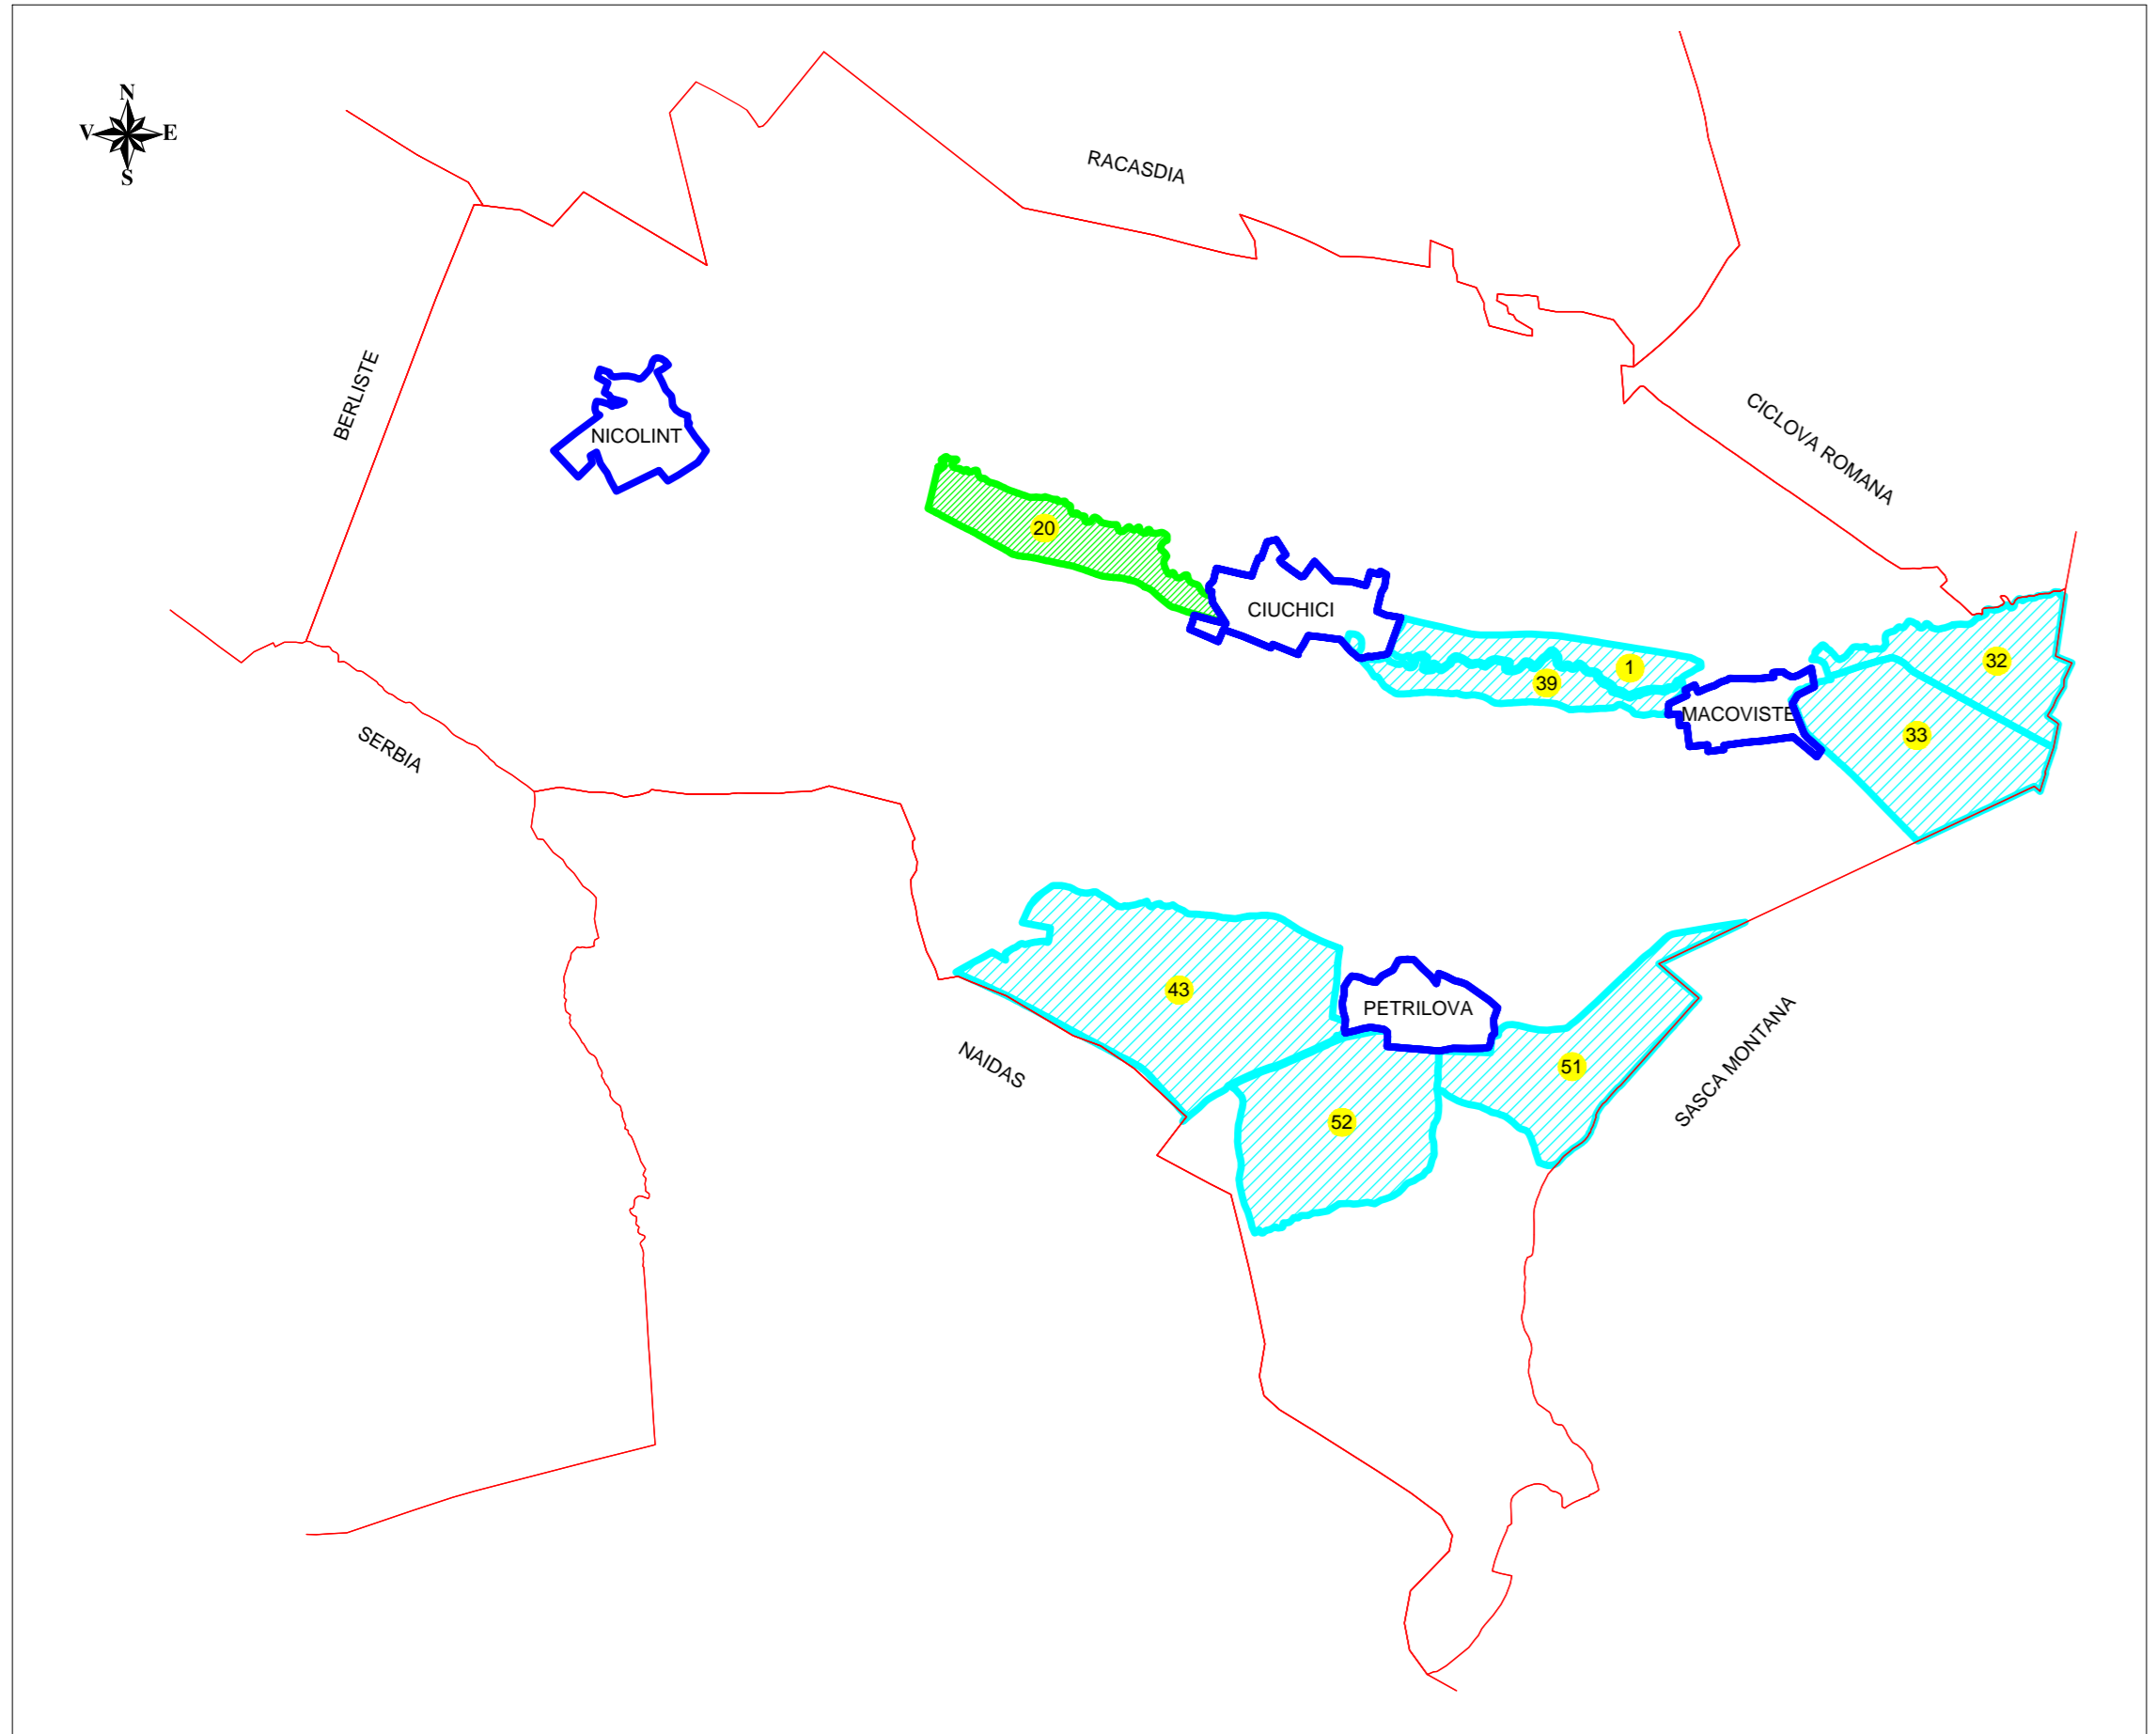 N
V E
S
RACASDIA
BERLISTE
CICLOVA ROMANA
NICOLINT
20
CIUCHICI
1
32
39
MACOVISTE
33
SERBIA
43
PETRILOVA
NAIDAS
51
SASCA MONTANA
52